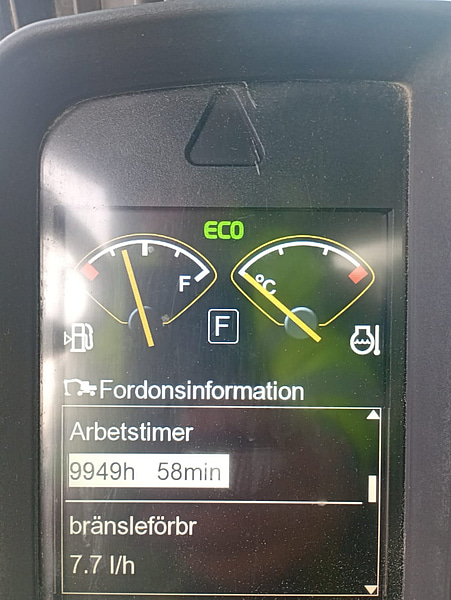 ECO
F
°C
F
Fordonsinformation
Arbetstimer
9949h 58min
bränsleförbr
7.7 l/h